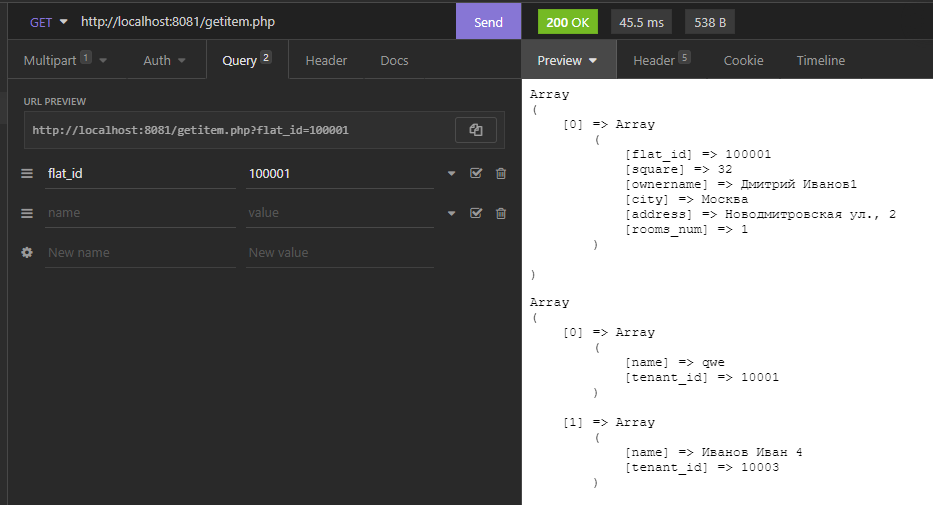 GET http://localhost:8081/getitem.php Send 200 OK 45.5 ms 538 B
Multipart 1 Auth Query 2 Header Docs Preview Header 5 Cookie Timeline
URL PREVIEW
http://localhost:8081/getitem.php?flat_id=100001
flat_id 100001
name value
New name New value
Array
(
[0] => Array
(
[flat_id] => 100001
[square] => 32
[ownername] => Дмитрий Иванов1
[city] => Москва
[address] => Новодмитровская ул., 2
[rooms_num] => 1
)
)
Array
(
[0] => Array
(
[name] => qwe
[tenant_id] => 10001
)
[1] => Array
(
[name] => Иванов Иван 4
[tenant_id] => 10003
)